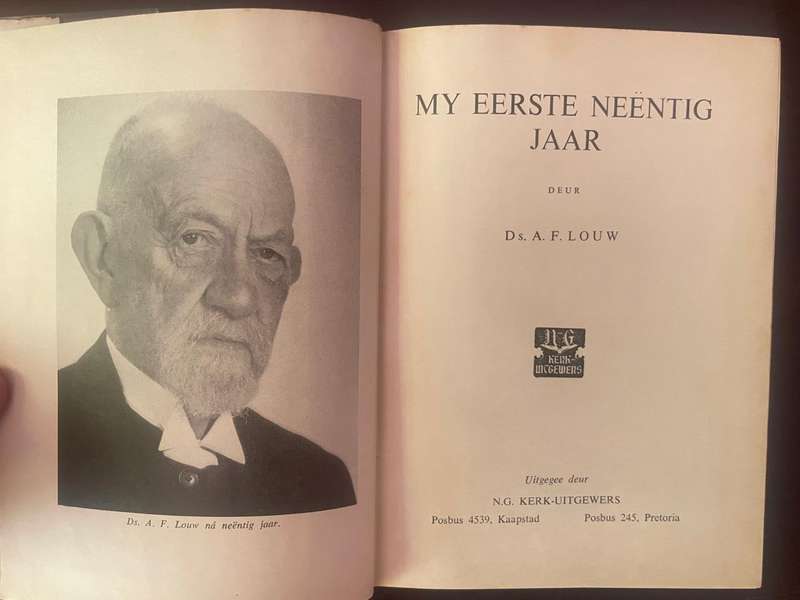 Ds. A. F. Louw ná neëntig jaar.
MY EERSTE NEËNTIG
JAAR
DEUR
Ds. A. F. LOUW
N·G
KERK-
UITGEWERS
Uitgegee deur
N.G. KERK-UITGEWERS
Posbus 4539, Kaapstad Posbus 245, Pretoria